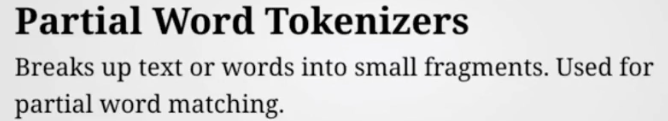 Partial Word Tokenizers
Breaks up text or words into small fragments. Used for
partial word matching.